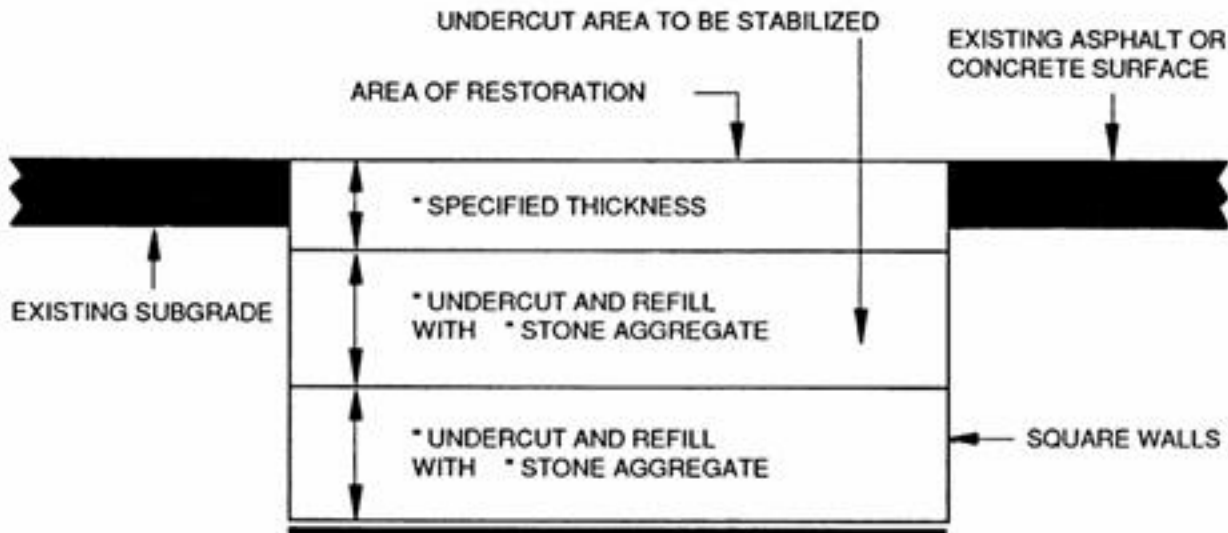 UNDERCUT AREA TO BE STABILIZED
EXISTING ASPHALT OR
CONCRETE SURFACE
AREA OF RESTORATION
" SPECIFIED THICKNESS
EXISTING SUBGRADE
" UNDERCUT AND REFILL
WITH " STONE AGGREGATE
" UNDERCUT AND REFILL
WITH " STONE AGGREGATE
SQUARE WALLS